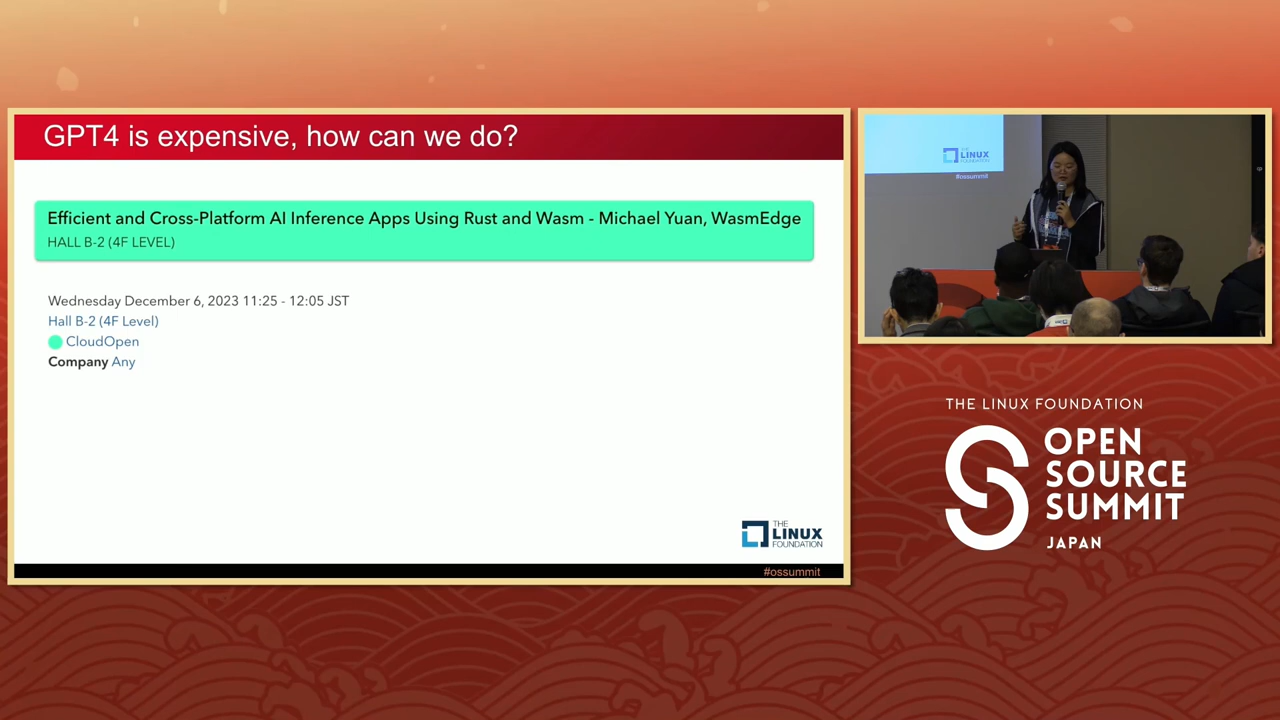 GPT4 is expensive, how can we do?
Efficient and Cross-Platform AI Inference Apps Using Rust and Wasm - Michael Yuan, WasmEdge
HALL B-2 (4F LEVEL)
Wednesday December 6, 2023 11:25 - 12:05 JST
Hall B-2 (4F Level)
CloudOpen
Company Any
THE
LINUX
FOUNDATION
#ossummit
THE
LINUX
FOUNDATION
#ossummit
THE LINUX FOUNDATION
OPEN
SOURCE
SUMMIT
JAPAN